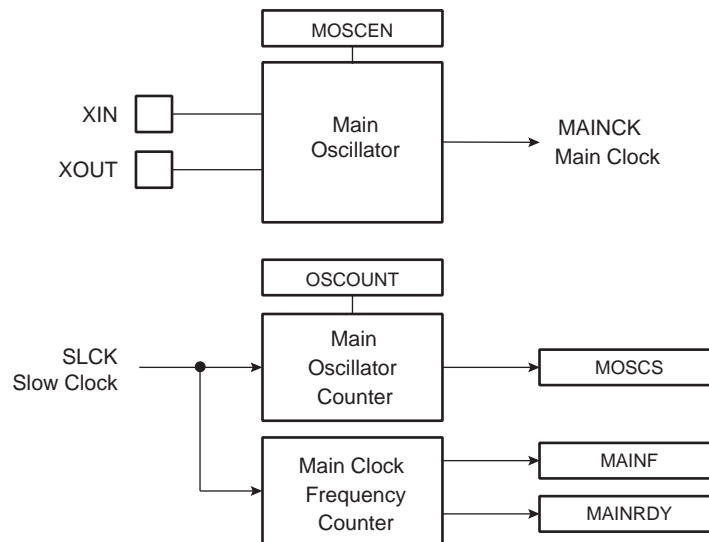 MOSCEN
XIN
XOUT
Main
Oscillator
MAINCK
Main Clock
OSCOUNT
SLCK
Slow Clock
Main
Oscillator
Counter
MOSCS
Main Clock
Frequency
Counter
MAINF
MAINRDY